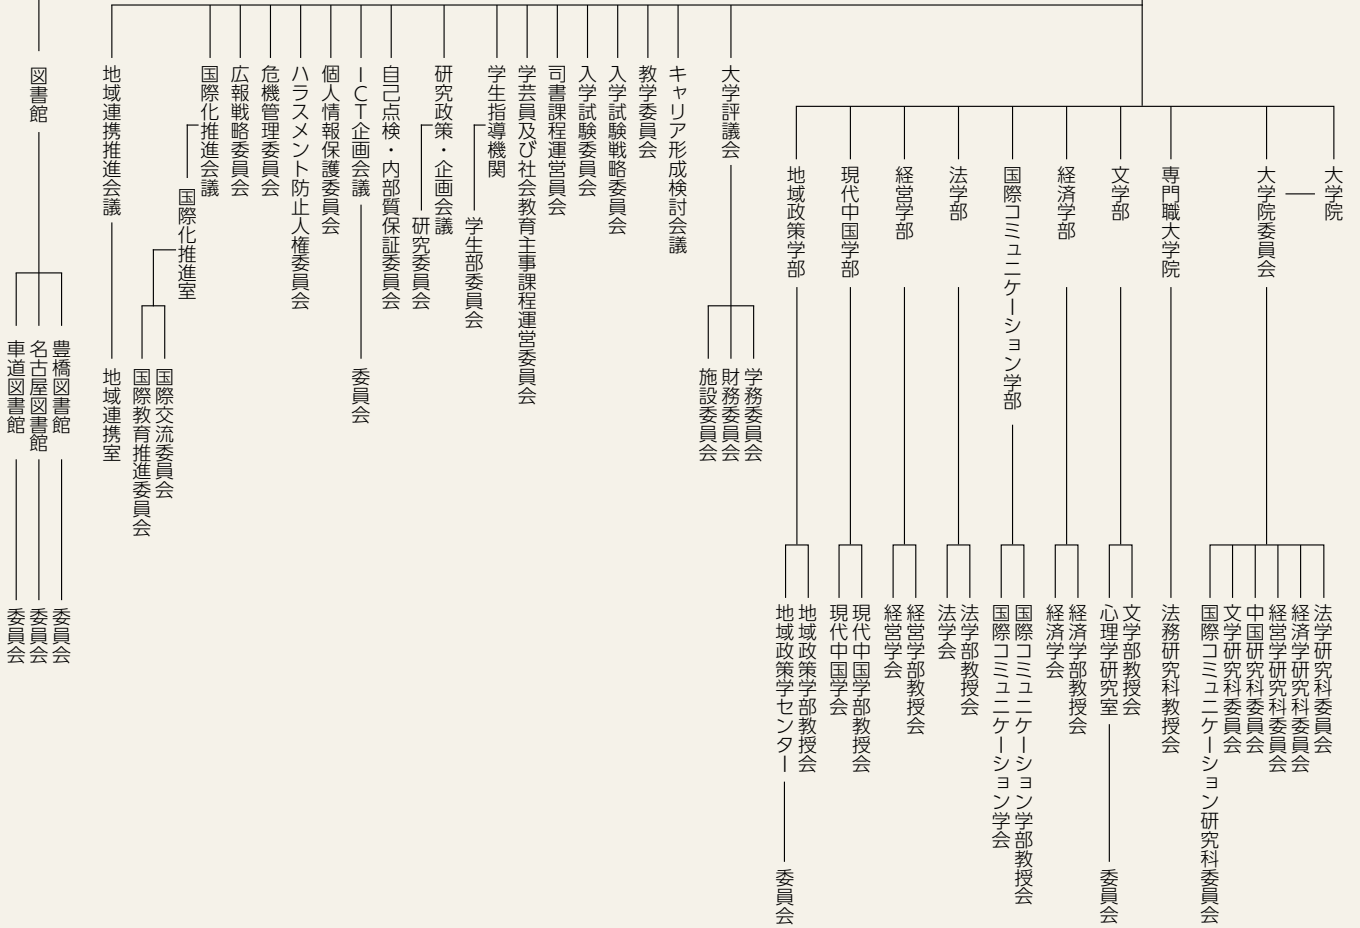 大学院
大学院委員会
法学研究科委員会
経済学研究科委員会
経営学研究科委員会
中国研究科委員会
文学研究科委員会
国際コミュニケーション研究科委員会
専門職大学院
法務研究科教授会
文学部
文学部教授会
心理学研究室
委員会
経済学部
経済学部教授会
経済学会
国際コミュニケーション学部
国際コミュニケーション学部教授会
国際コミュニケーション学会
法学部
法学部教授会
法学会
経営学部
経営学部教授会
経営学会
現代中国学部
現代中国学部教授会
現代中国学会
地域政策学部
地域政策学部教授会
地域政策学センター
委員会
大学評議会
学務委員会
財務委員会
施設委員会
キャリア形成検討会議
教学委員会
入学試験戦略委員会
入学試験委員会
司書課程運営員会
学芸員及び社会教育主事課程運営委員会
学生指導機関
学生部委員会
研究政策・企画会議
研究委員会
自己点検・内部質保証委員会
ICT企画会議
委員会
個人情報保護委員会
ハラスメント防止人権委員会
危機管理委員会
広報戦略委員会
国際化推進会議
国際化推進室
国際交流委員会
国際教育推進委員会
地域連携推進会議
地域連携室
図書館
豊橋図書館
委員会
名古屋図書館
委員会
車道図書館
委員会